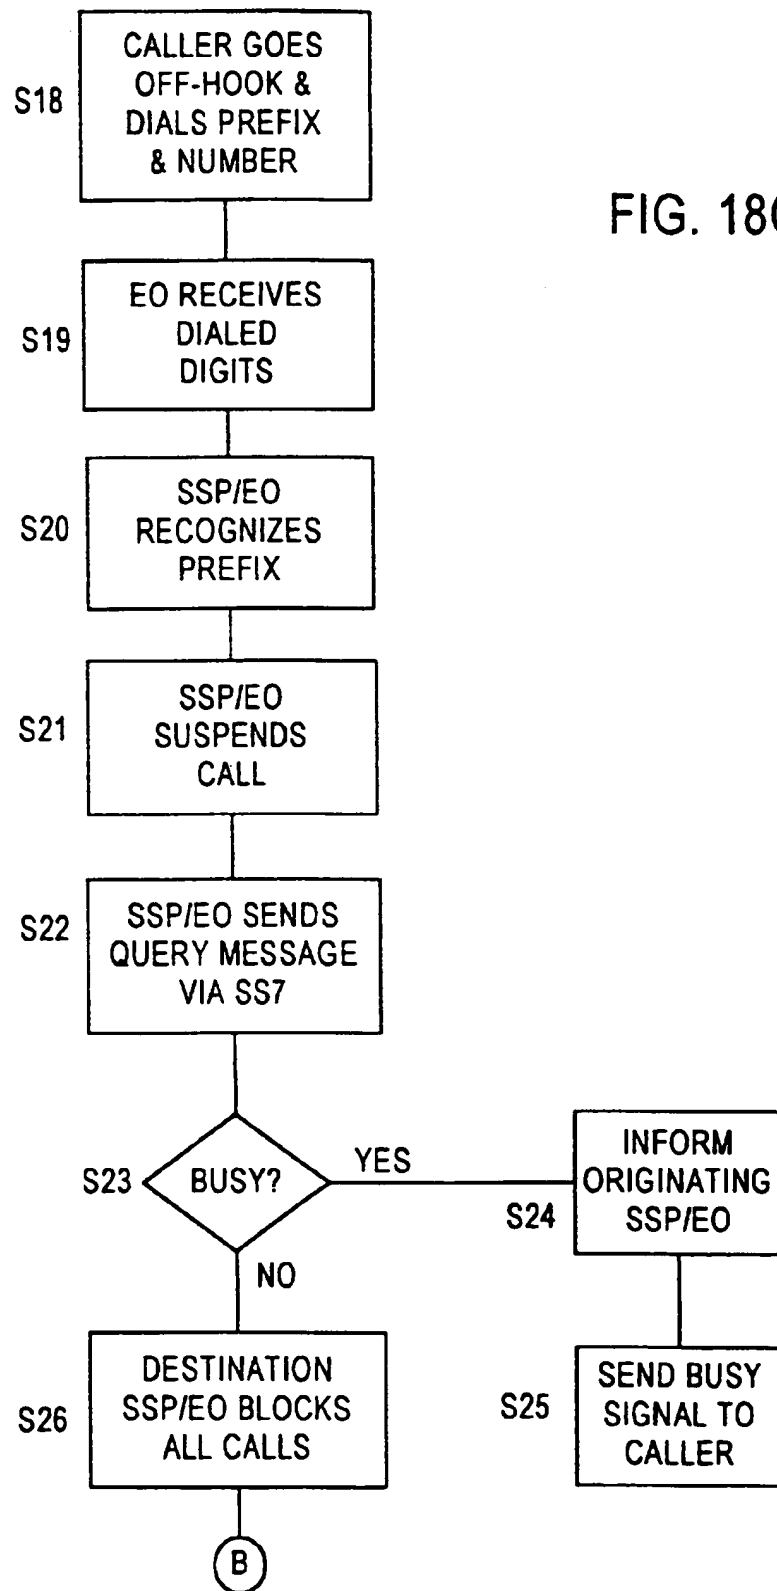 S18
CALLER GOES
OFF-HOOK &
DIALS PREFIX
& NUMBER
FIG. 18
S19
EO RECEIVES
DIALED
DIGITS
S20
SSP/EO
RECOGNIZES
PREFIX
S21
SSP/EO
SUSPENDS
CALL
S22
SSP/EO SENDS
QUERY MESSAGE
VIA SS7
S23
BUSY?
YES
NO
S24
INFORM
ORIGINATING
SSP/EO
S25
SEND BUSY
SIGNAL TO
CALLER
S26
DESTINATION
SSP/EO BLOCKS
ALL CALLS
B